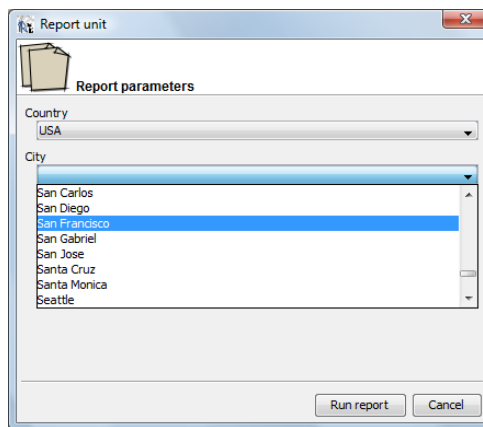 Report unit
Report parameters
Country
USA
City
San Carlos
San Diego
San Francisco
San Gabriel
San Jose
Santa Cruz
Santa Monica
Seattle
Run report
Cancel